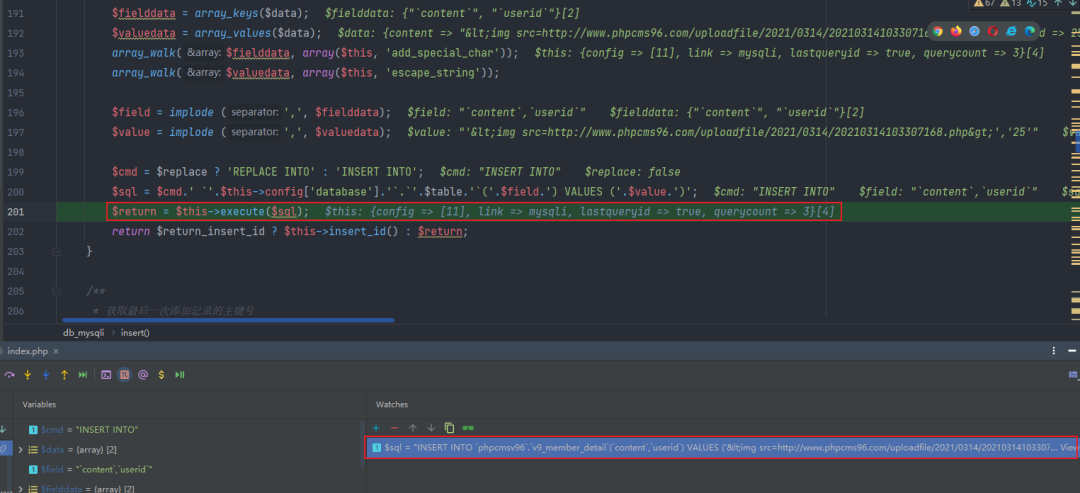 67 13 15
191 $fielddata = array_keys($data); $fielddata: {"`content`", "`userid`"}[2]
192 $valuedata = array_values($data); $data: {content => "&lt;img src=http://www.phpcms96.com/uploadfile/2021/0314/2021031410330716
193 array_walk( &array: $fielddata, array($this, 'add_special_char')); $this: {config => [11], link => mysqli, lastqueryid => true, querycount => 3}[4]
194 array_walk( &array: $valuedata, array($this, 'escape_string'));
195
196 $field = implode ( separator: ',', $fielddata); $field: "`content`,`userid`" $fielddata: {"`content`", "`userid`"}[2]
197 $value = implode ( separator: ',', $valuedata); $value: "'&lt;img src=http://www.phpcms96.com/uploadfile/2021/0314/20210314103307168.php&gt;','25'"
198
199 $cmd = $replace ? 'REPLACE INTO' : 'INSERT INTO'; $cmd: "INSERT INTO" $replace: false
200 $sql = $cmd.' `'.$this->config['database'].'`.`'.$table.'`('.$field.') VALUES ('.$value.')'; $cmd: "INSERT INTO" $field: "`content`,`userid`"
201 $return = $this->execute($sql); $this: {config => [11], link => mysqli, lastqueryid => true, querycount => 3}[4]
202 return $return_insert_id ? $this->insert_id() : $return;
203 }
204
205 /**
206 * 获取最后一次添加记录的主键号
db_mysqli › insert()
index.php ×
Variables
Watches
$cmd = "INSERT INTO"
$data = {array} [2]
$field = "`content`,`userid`"
$fielddata = {array} [2]
$sql = "INSERT INTO `phpcmsv96`.`v9_member_detail`(`content`,`userid`) VALUES ('&lt;img src=http://www.phpcms96.com/uploadfile/2021/0314/20210314103307... View